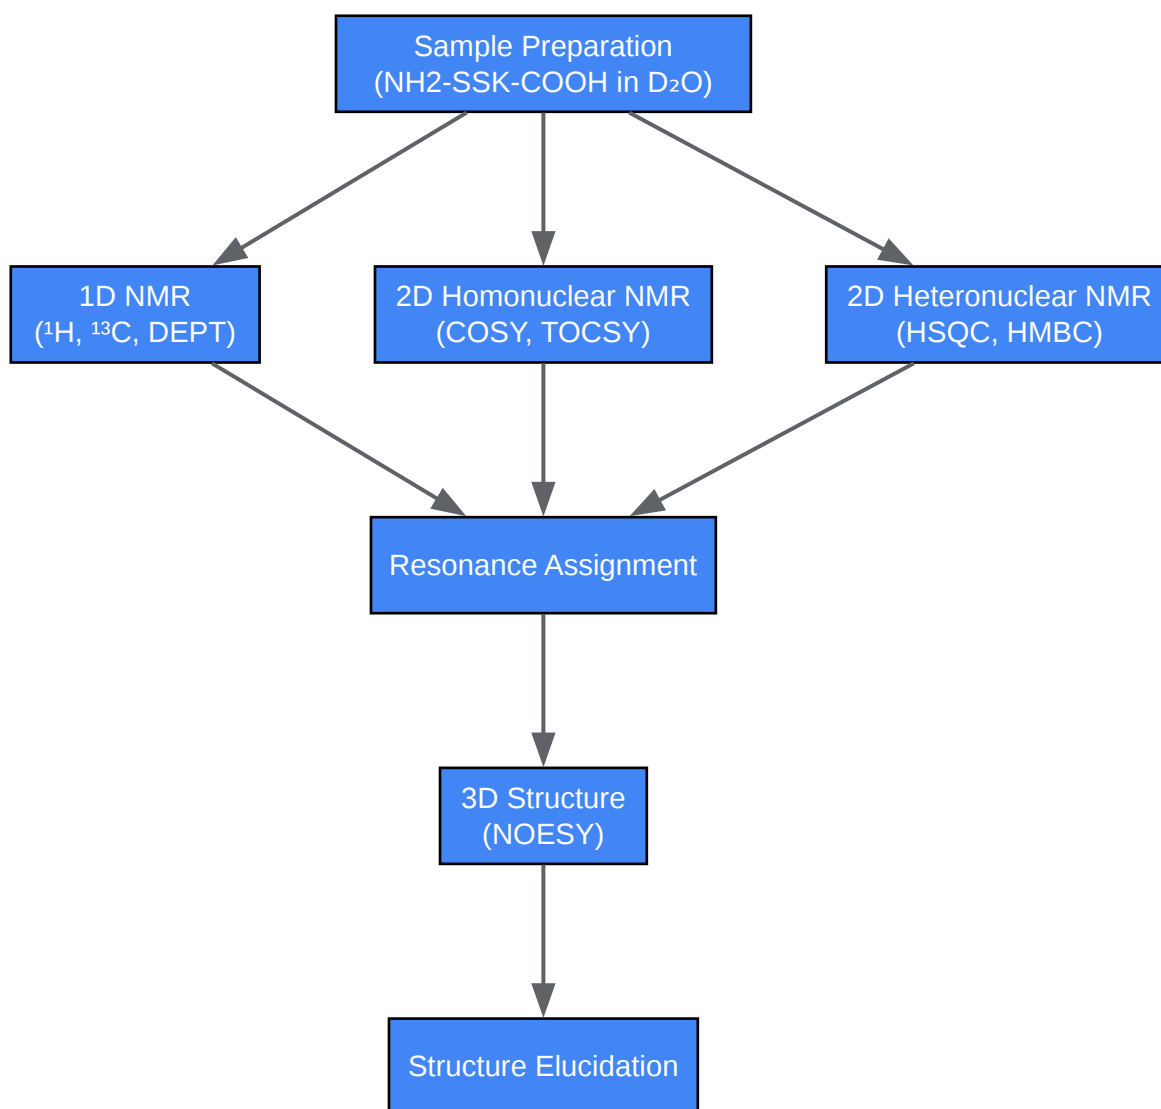 Sample Preparation
(NH2-SSK-COOH in D₂O)
1D NMR
(¹H, ¹³C, DEPT)
2D Homonuclear NMR
(COSY, TOCSY)
2D Heteronuclear NMR
(HSQC, HMBC)
Resonance Assignment
3D Structure
(NOESY)
Structure Elucidation